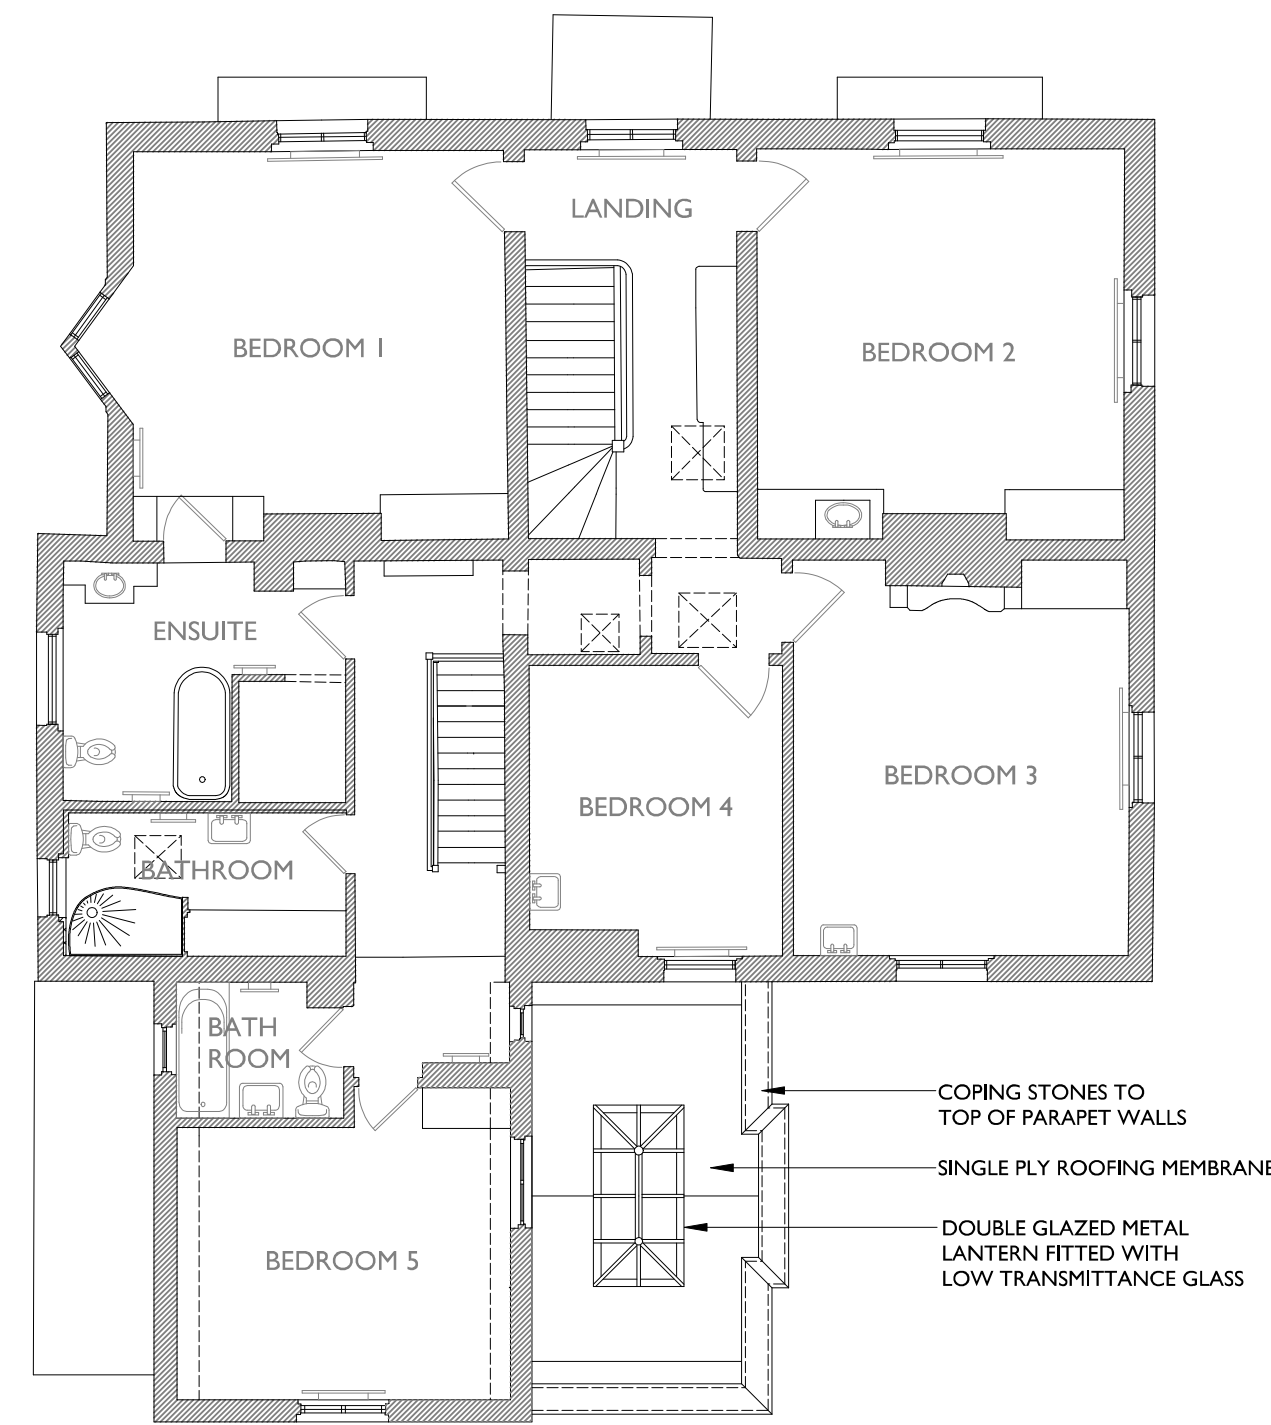 LANDING
BEDROOM 1
BEDROOM 2
ENSUITE
BEDROOM 3
BEDROOM 4
BATHROOM
BATH
ROOM
COPING STONES TO
TOP OF PARAPET WALLS
SINGLE PLY ROOFING MEMBRANE
DOUBLE GLAZED METAL
LANTERN FITTED WITH
LOW TRANSMITTANCE GLASS
BEDROOM 5